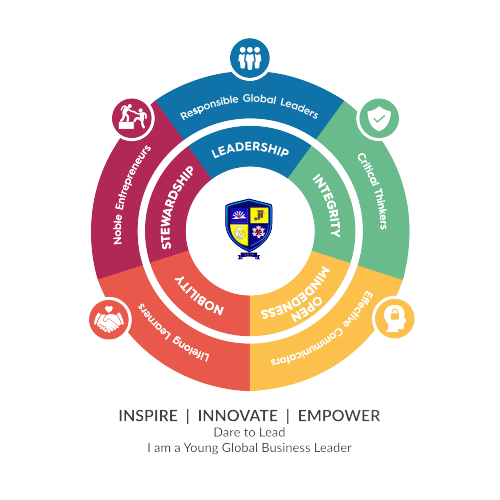 Responsible Global Leaders
LEADERSHIP
Critical Thinkers
INTEGRITY
Effective Communicators
OPEN
MINDEDNESS
Lifelong Learners
NOBILITY
Noble Entrepreneurs
STEWARDSHIP
INSPIRE | INNOVATE | EMPOWER
Dare to Lead
I am a Young Global Business Leader